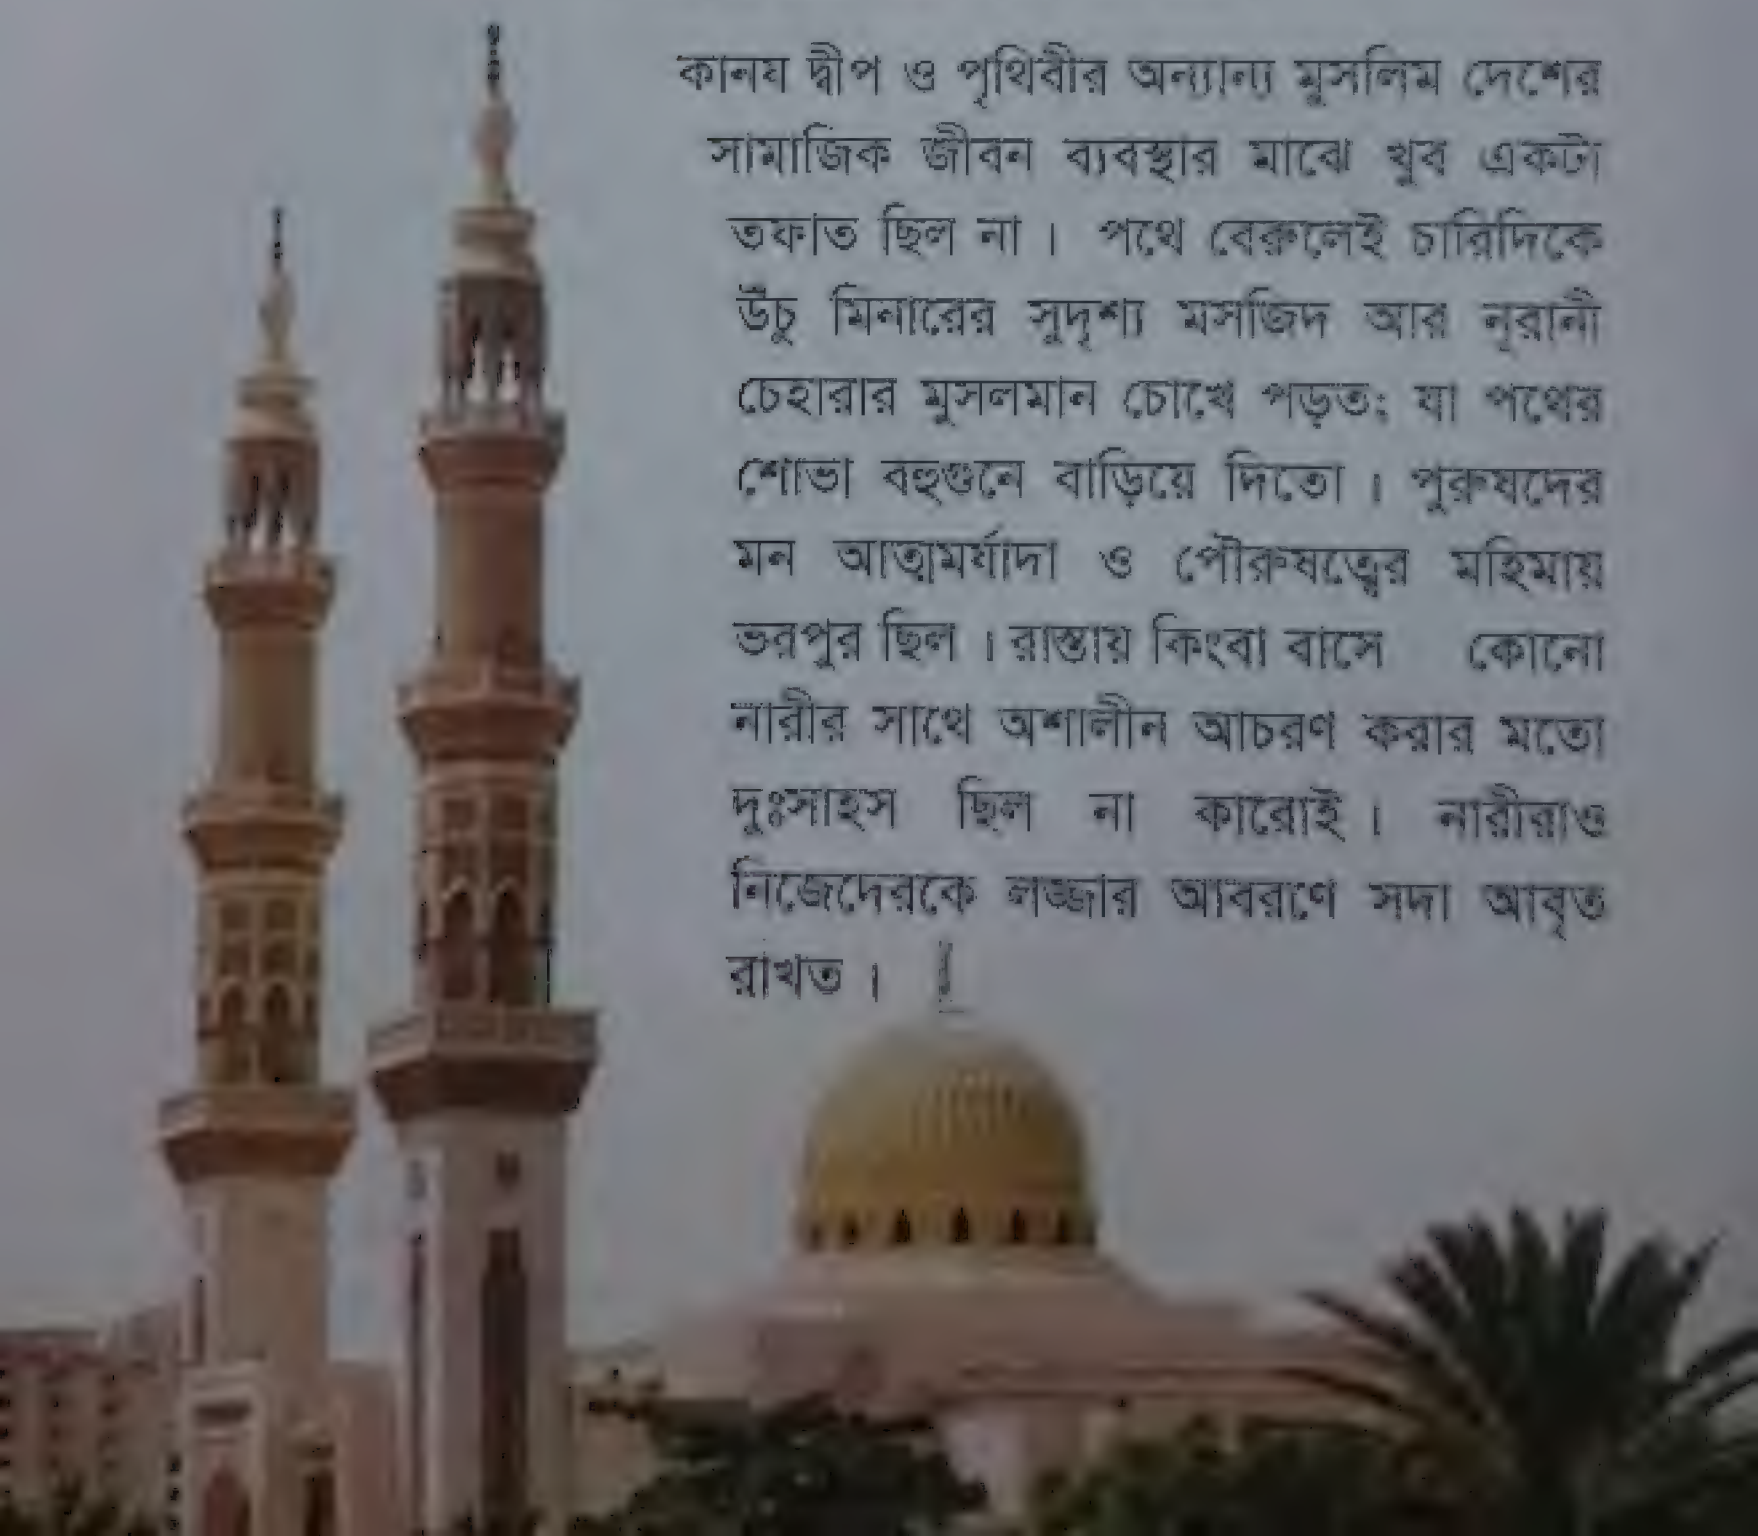 কানয দ্বীপ ও পৃথিবীর অন্যান্য মুসলিম দেশের
সামাজিক জীবন ব্যবস্থার মাঝে খুব একটা
তফাত ছিল না। পথে বেরুলেই চারিদিকে
উঁচু মিনারের সুদৃশ্য মসজিদ আর নূরানী
চেহারার মুসলমান চোখে পড়ত; যা পথের
শোভা বহুগুনে বাড়িয়ে দিতো। পুরুষদের
মন আত্মমর্যাদা ও পৌরুষত্বের মহিমায়
ভরপুর ছিল। রাস্তায় কিংবা বাসে কোনো
নারীর সাথে অশালীন আচরণ করার মতো
দুঃসাহস ছিল না কারোই। নারীরাও
নিজেদেরকে লজ্জার আবরণে সদা আবৃত
রাখত।